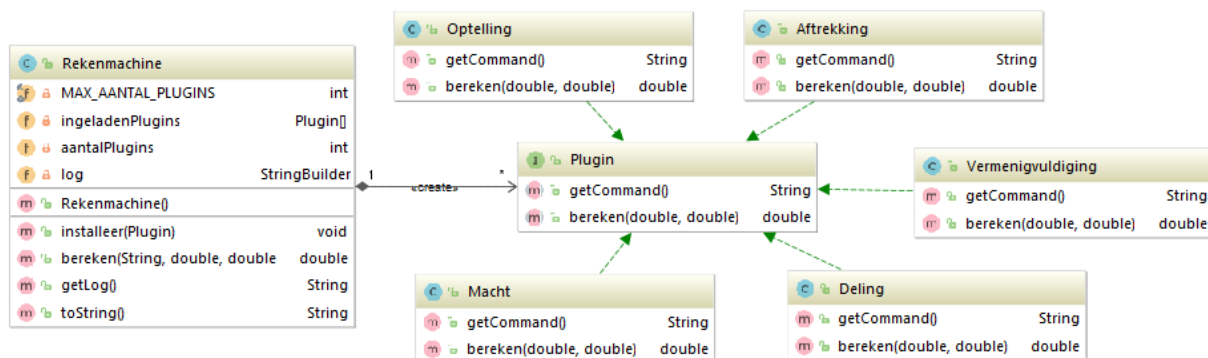 Rekenmachine
MAX_AANTAL_PLUGINS int
ingeladenPlugins Plugin[]
aantalPlugins int
log StringBuilder
Rekenmachine()
installeer(Plugin) void
bereken(String, double, double double
getLog() String
toString() String
Optelling
getCommand() String
bereken(double, double) double
Aftrekking
getCommand() String
bereken(double, double) double
1
«create»
*
Plugin
getCommand() String
bereken(double, double) double
Vermenigvuldiging
getCommand() String
bereken(double, double) double
Macht
getCommand() String
bereken(double, double) double
Deling
getCommand() String
bereken(double, double) double